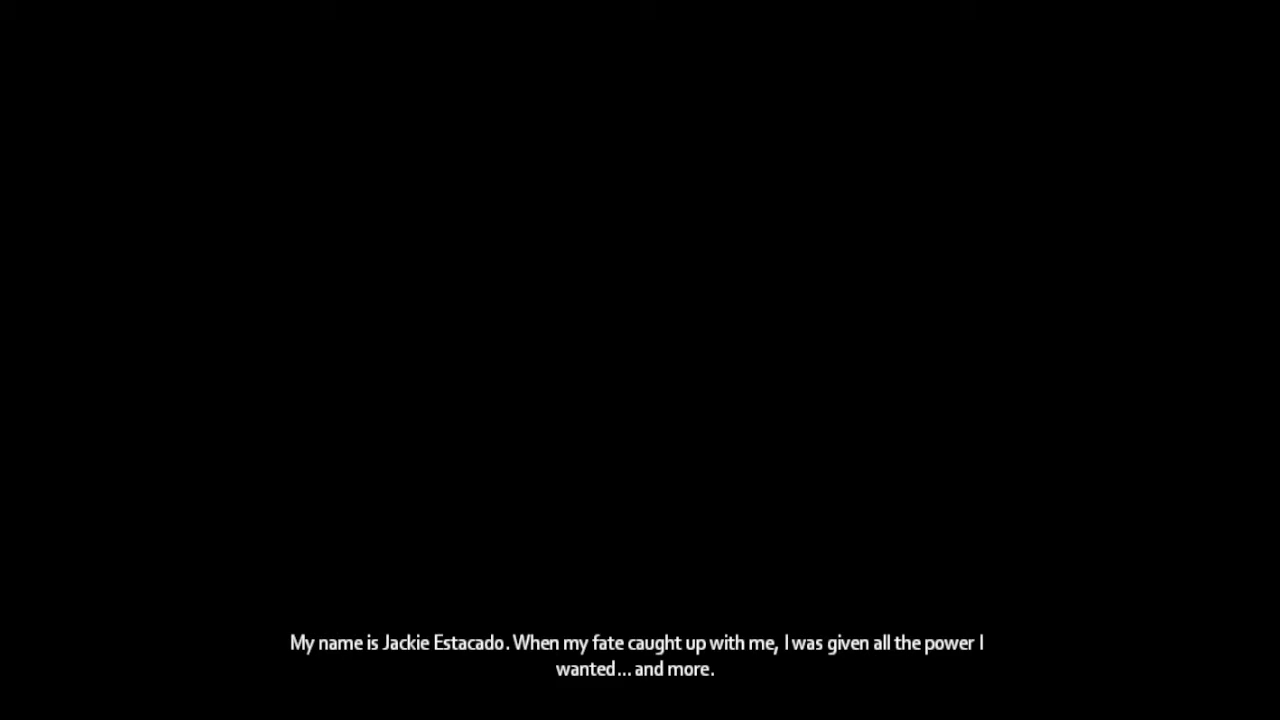 My name is Jackie Estacado. When my fate caught up with me, I was given all the power I
wanted... and more.